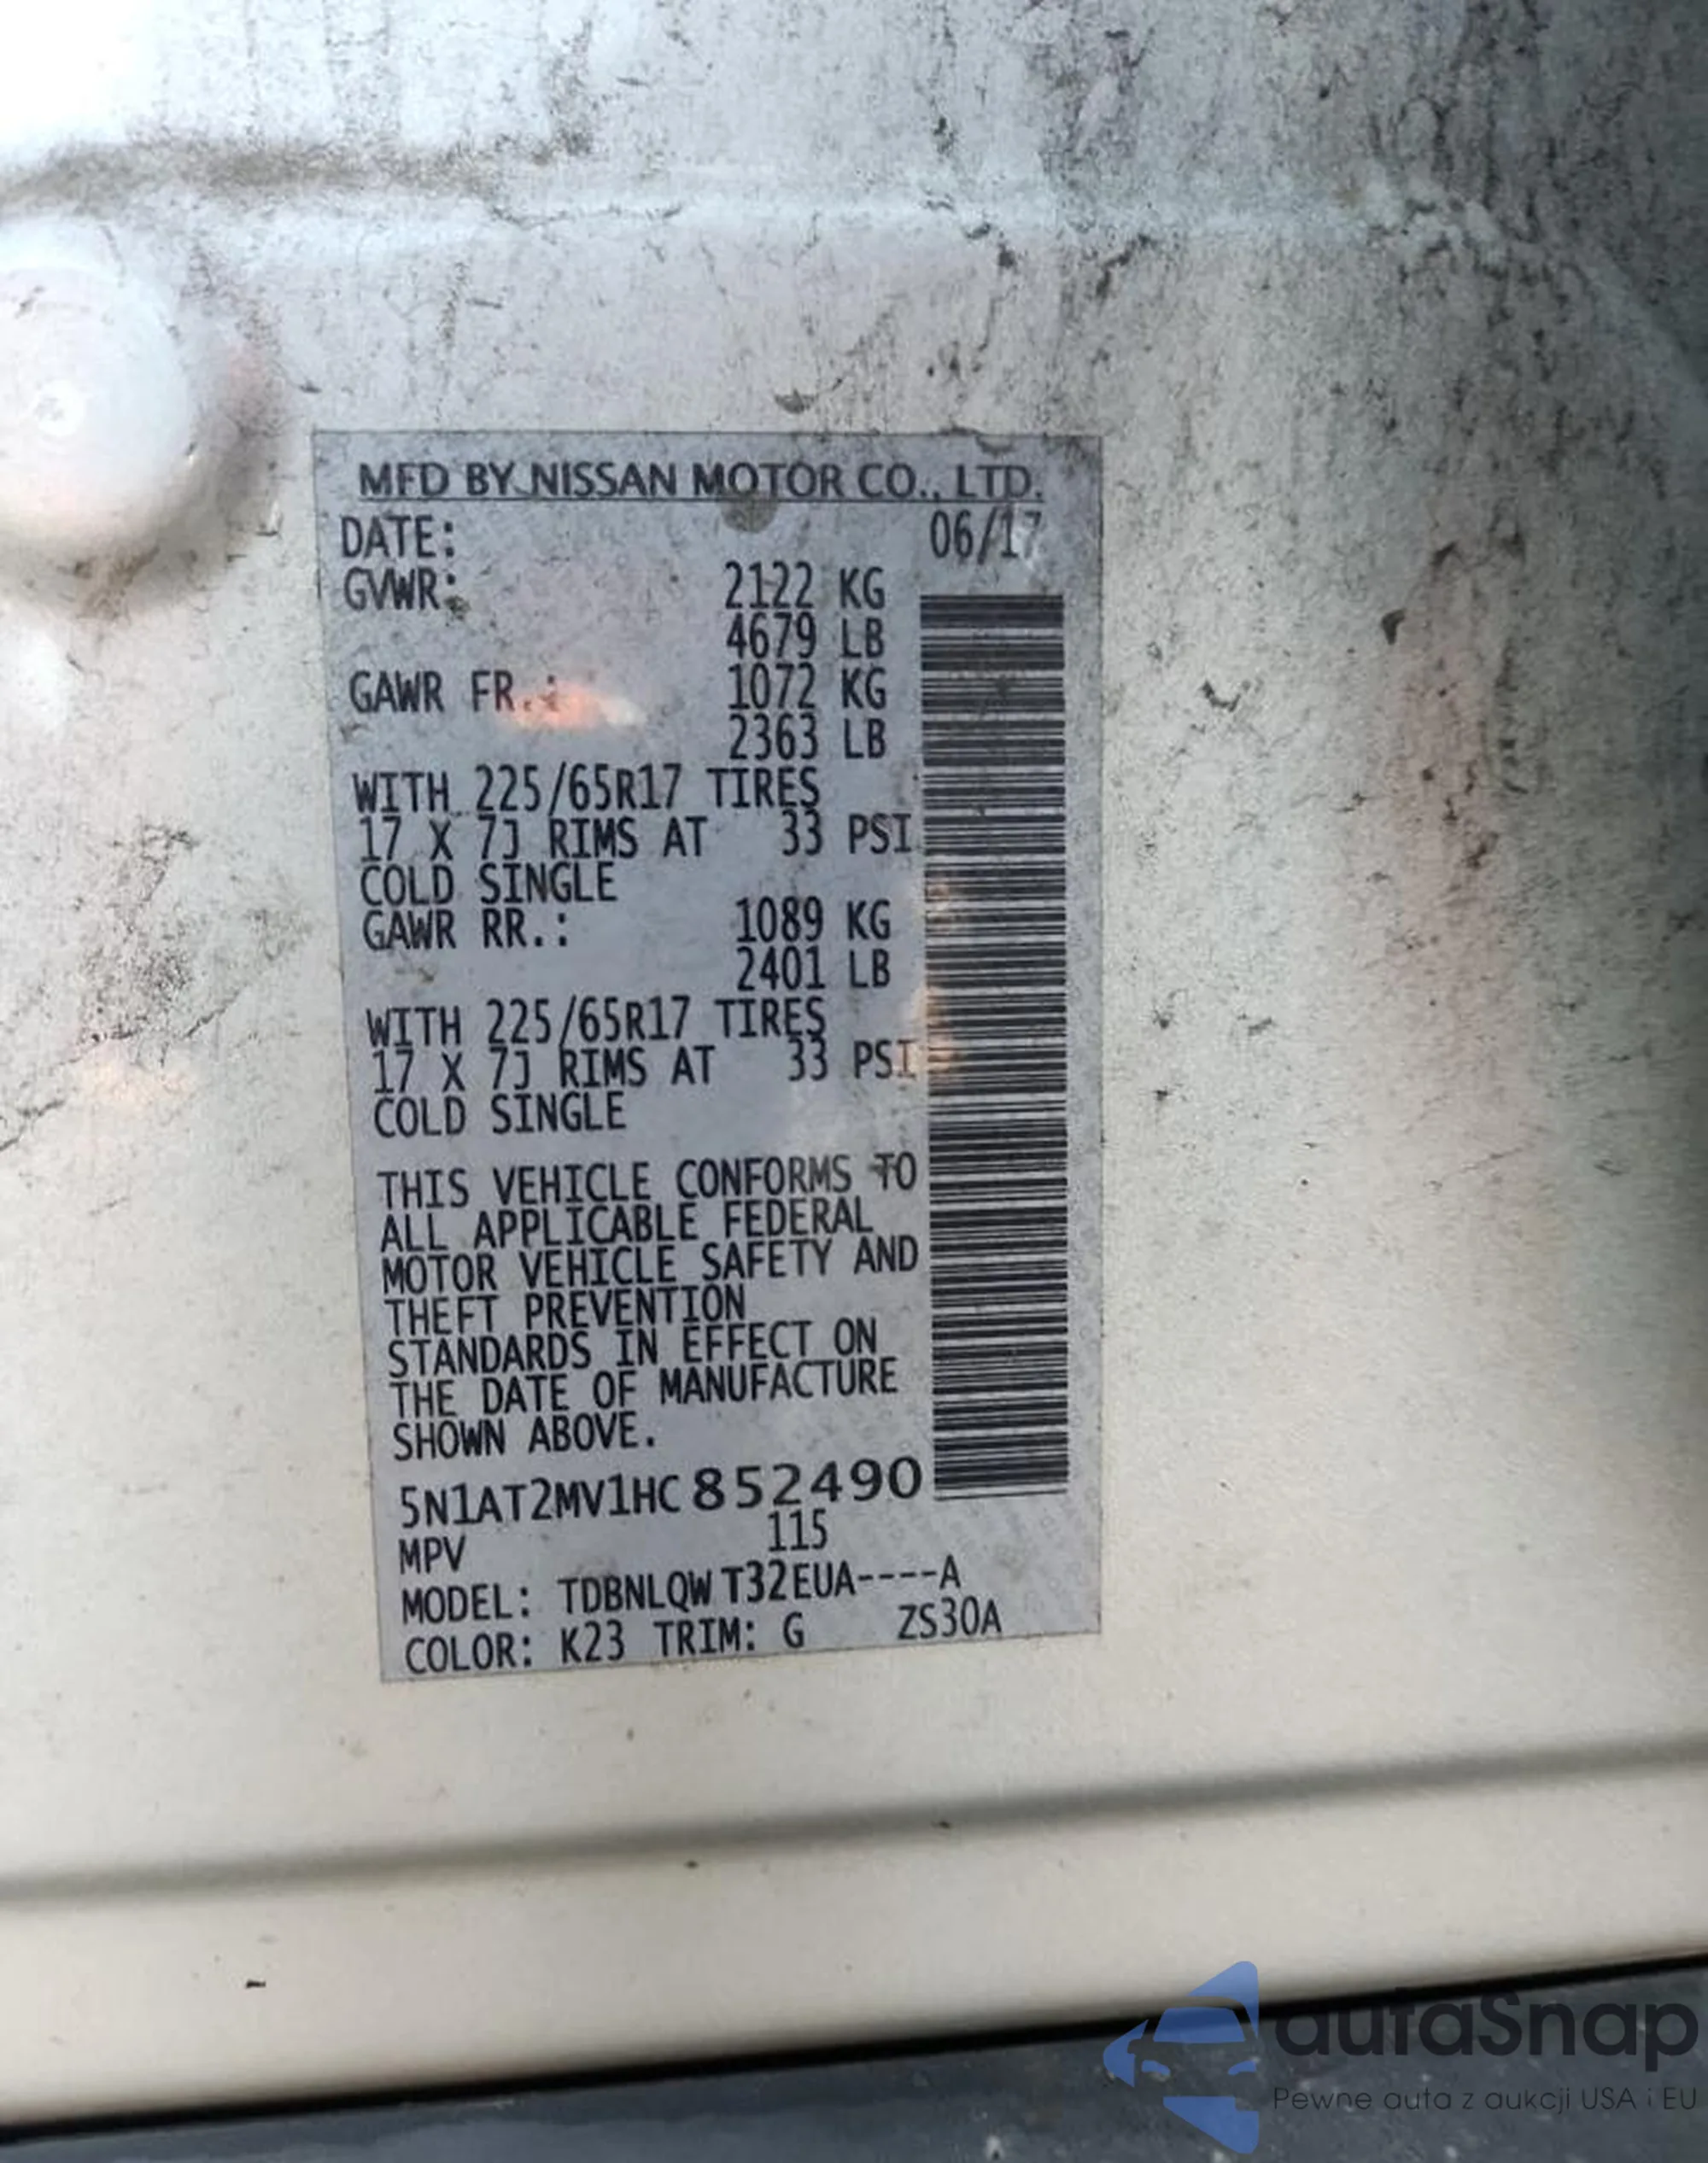 MFD BY NISSAN MOTOR CO., LTD.
DATE: 06/17
GVWR: 2122 KG
4679 LB
GAWR FR.: 1072 KG
2363 LB
WITH 225/65R17 TIRES
17 X 7J RIMS AT 33 PSI
COLD SINGLE
GAWR RR.: 1089 KG
2401 LB
WITH 225/65R17 TIRES
17 X 7J RIMS AT 33 PSI
COLD SINGLE
THIS VEHICLE CONFORMS TO
ALL APPLICABLE FEDERAL
MOTOR VEHICLE SAFETY AND
THEFT PREVENTION
STANDARDS IN EFFECT ON
THE DATE OF MANUFACTURE
SHOWN ABOVE.
5N1AT2MV1HC852490
MPV 115
MODEL: TDBNLQWT32EUA----A
COLOR: K23 TRIM: G ZS30A
autaSnap
Pewne auta z aukcji USA i EU